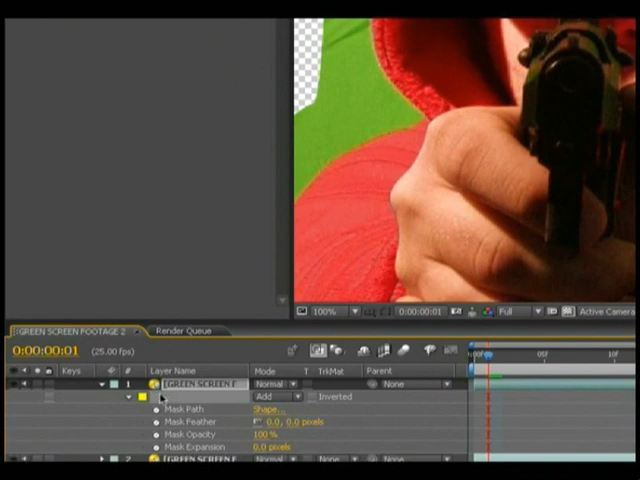 100% 0:00:00:01 Full Active Camera
GREEN SCREEN FOOTAGE 2 Render Queue
0:00:00:01 (25.00 fps)
Keys # Layer Name Mode T TrkMat Parent 05F 10F
1 [GREEN SCREEN F Normal None
Add Inverted
Mask Path Shape...
Mask Feather 0.0, 0.0 pixels
Mask Opacity 100 %
Mask Expansion 0.0 pixels
2 [GREEN SCREEN F Normal None None